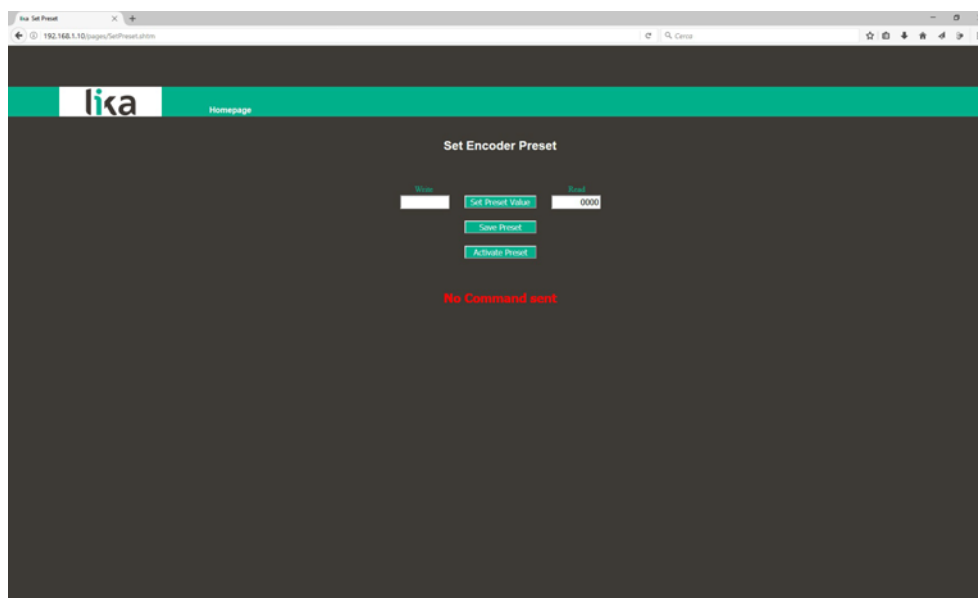 lika Set Preset
192.168.1.10/pages/SetPreset.shtm
Cerca
lika
Homepage
Set Encoder Preset
Write
Read
Set Preset Value
0000
Save Preset
Activate Preset
No Command sent